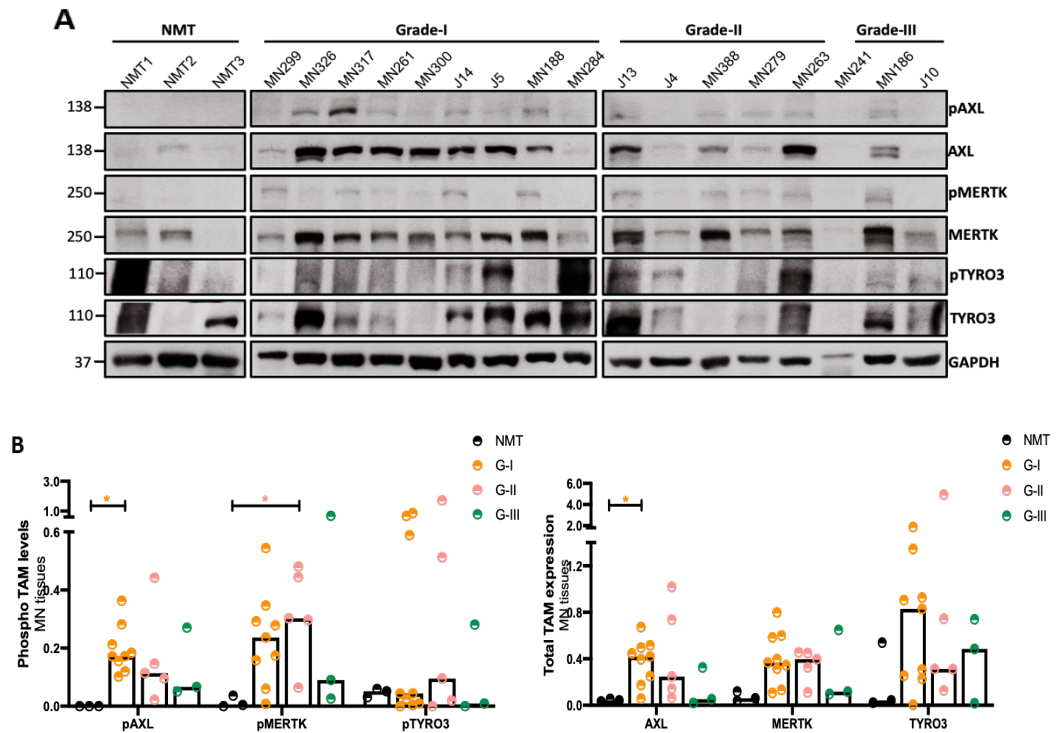 A
NMT Grade-I Grade-II Grade-III
NMT1 NMT2 NMT3 MN299 MN326 MN317 MN261 MN300 J14 J5 MN188 MN284 J13 J4 MN388 MN279 MN263 MN241 MN186 J10
138 pAXL
138 AXL
250 pMERTK
250 MERTK
110 pTYRO3
110 TYRO3
37 GAPDH
B
NMT
G-I
G-II
G-III
Phospho TAM levels
MN tissues
3.0
1.0
0.6
0.4
0.2
0.0
*
*
pAXL pMERTK pTYRO3
NMT
G-I
G-II
G-III
Total TAM expression
MN tissues
6.0
4.0
2.0
1.2
0.8
0.4
0.0
*
AXL MERTK TYRO3